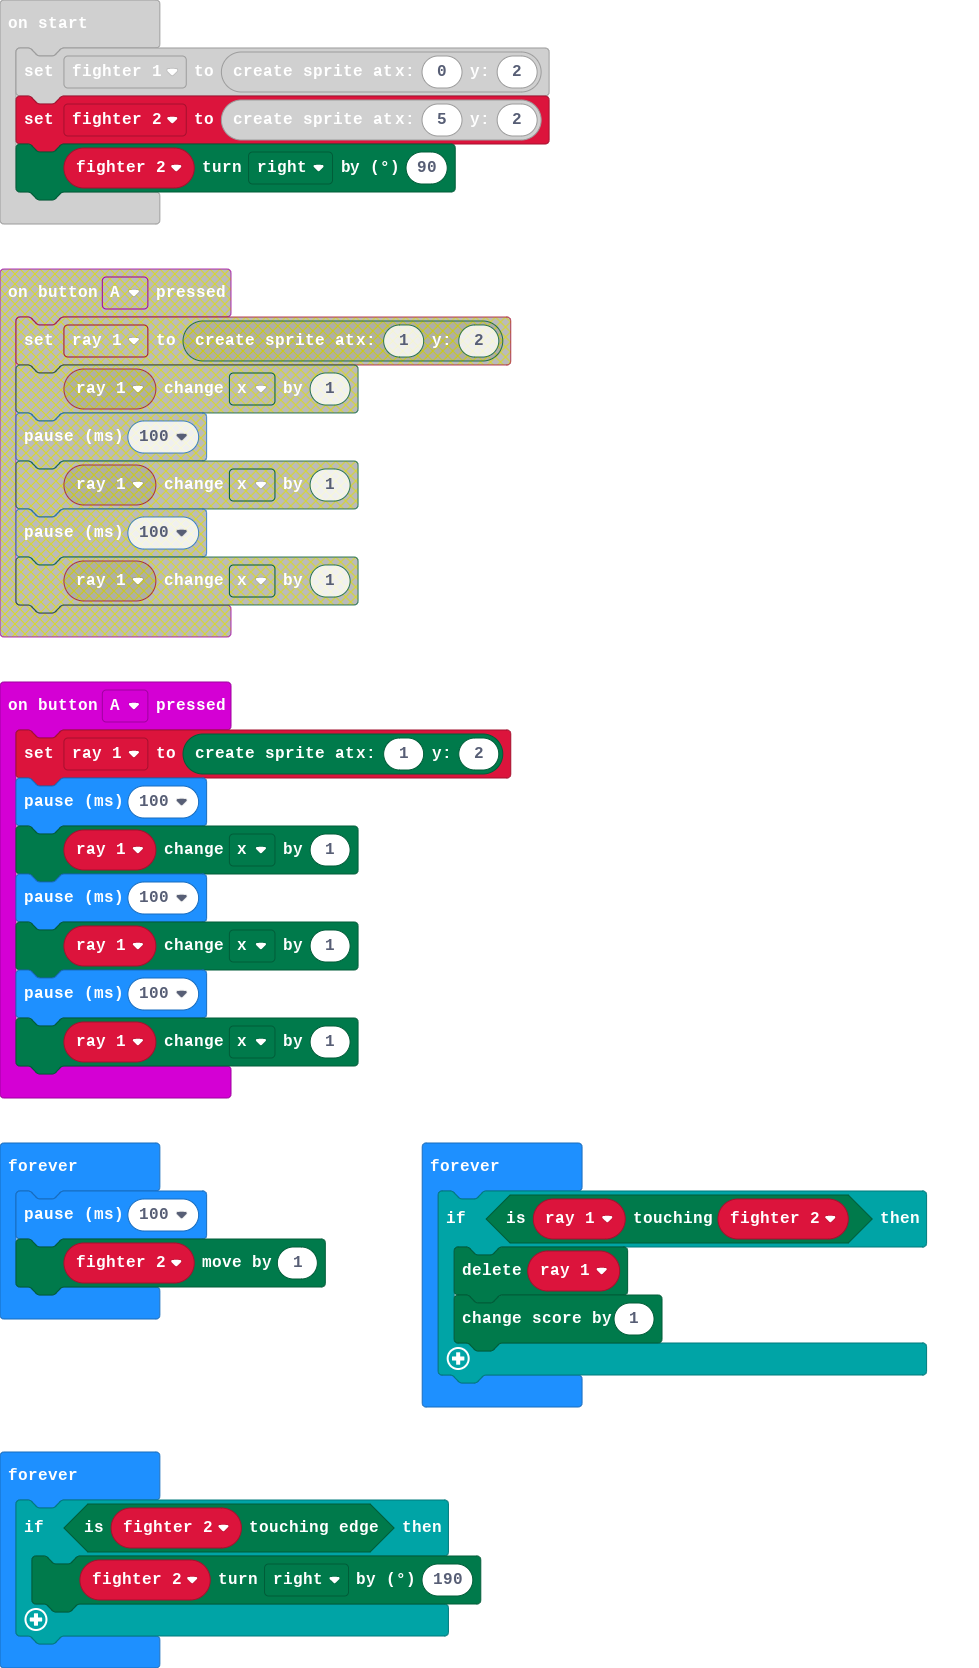 on start
set fighter 1 to create sprite at x: 0 y: 2
set fighter 2 to create sprite at x: 5 y: 2
fighter 2 turn right by (°) 90
on button A pressed
set ray 1 to create sprite at x: 1 y: 2
ray 1 change x by 1
pause (ms) 100
ray 1 change x by 1
pause (ms) 100
ray 1 change x by 1
on button A pressed
set ray 1 to create sprite at x: 1 y: 2
pause (ms) 100
ray 1 change x by 1
pause (ms) 100
ray 1 change x by 1
pause (ms) 100
ray 1 change x by 1
forever
pause (ms) 100
fighter 2 move by 1
forever
if is ray 1 touching fighter 2 then
delete ray 1
change score by 1
forever
if is fighter 2 touching edge then
fighter 2 turn right by (°) 190